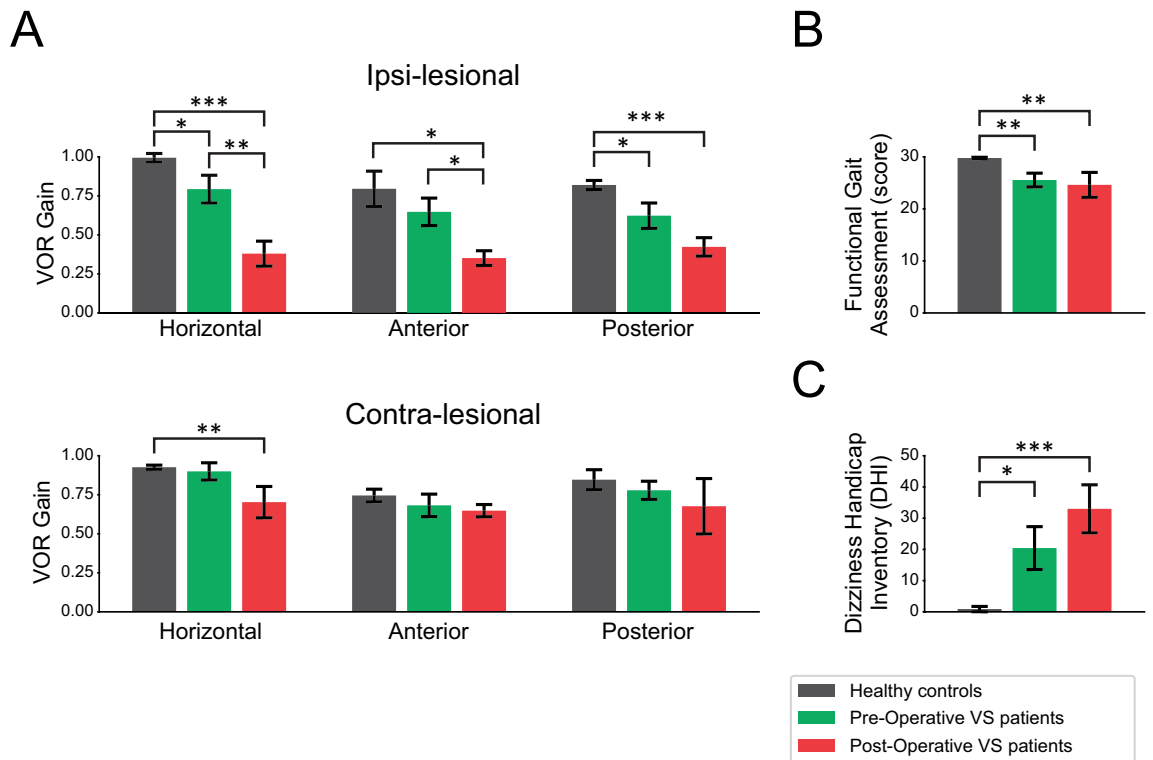 A
Ipsi-lesional
***
*
**
*
*
***
*
VOR Gain
1.00
0.75
0.50
0.25
0.00
Horizontal
Anterior
Posterior
Contra-lesional
**
VOR Gain
1.00
0.75
0.50
0.25
0.00
Horizontal
Anterior
Posterior
B
**
**
Functional Gait
Assessment (score)
30
20
10
0
C
***
*
Dizziness Handicap
Inventory (DHI)
50
40
30
20
10
0
Healthy controls
Pre-Operative VS patients
Post-Operative VS patients